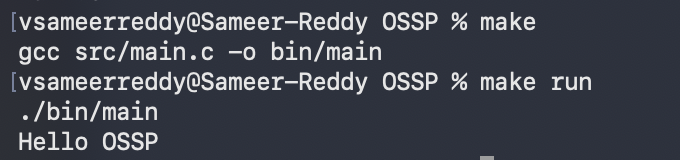 [vsameerreddy@Sameer-Reddy OSSP % make
gcc src/main.c -o bin/main
[vsameerreddy@Sameer-Reddy OSSP % make run
./bin/main
Hello OSSP